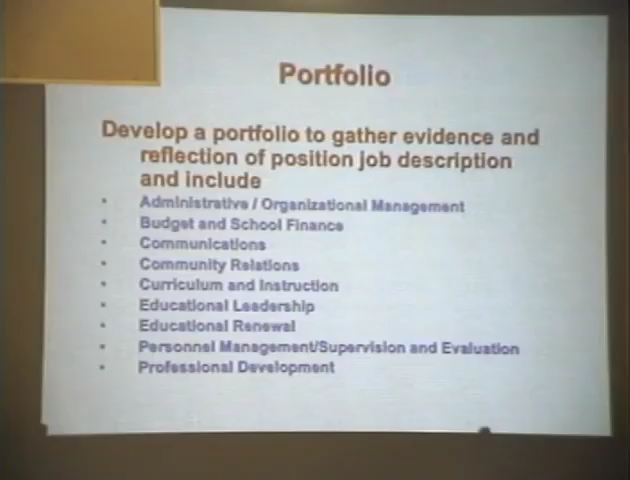 Portfolio
Develop a portfolio to gather evidence and
reflection of position job description
and include
• Administrative / Organizational Management
• Budget and School Finance
• Communications
• Community Relations
• Curriculum and Instruction
• Educational Leadership
• Educational Renewal
• Personnel Management/Supervision and Evaluation
• Professional Development